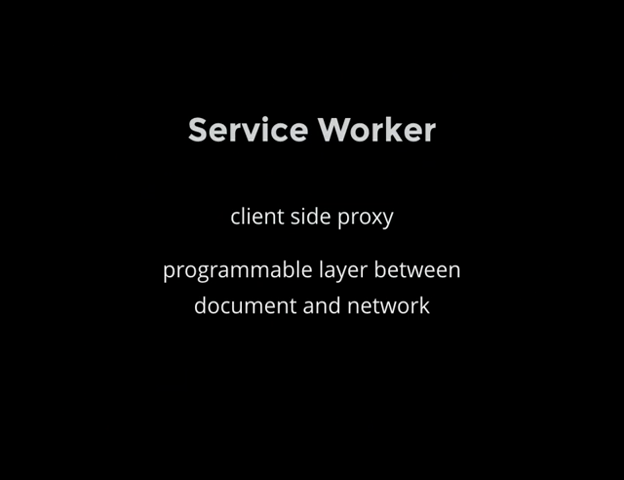 Service Worker
client side proxy
programmable layer between
document and network